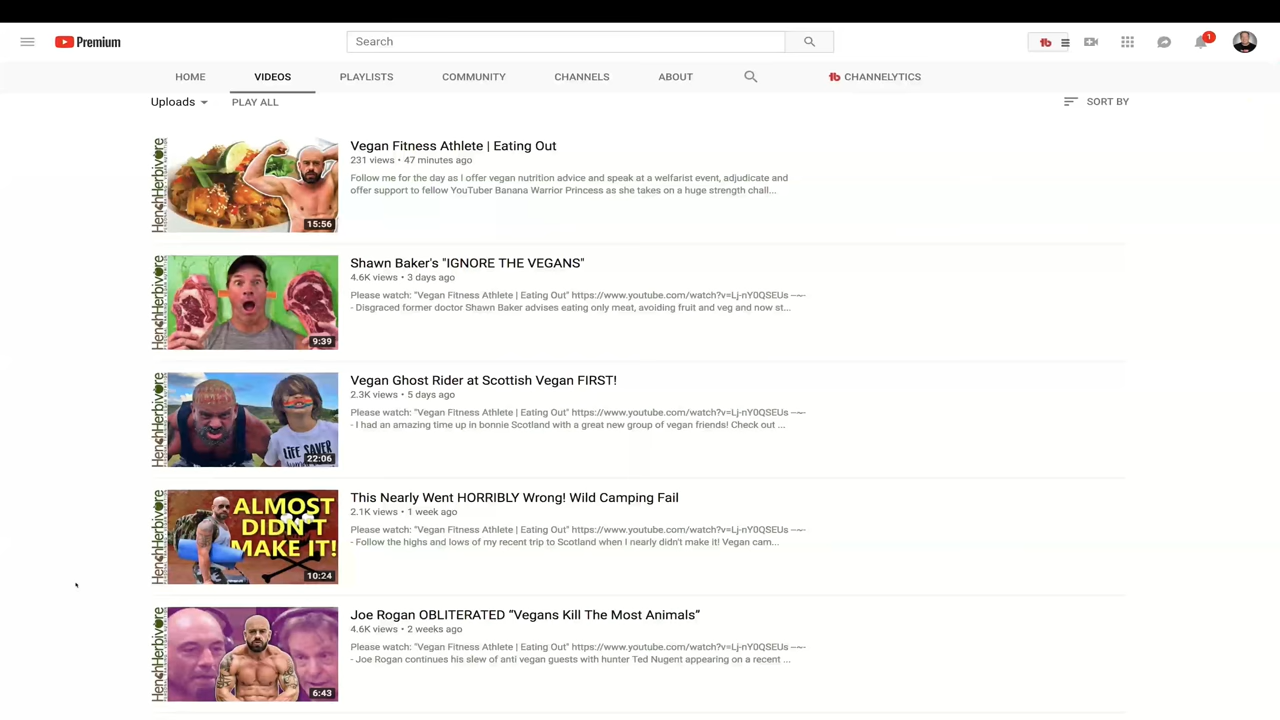 Premium
Search
1
HOME
VIDEOS
PLAYLISTS
COMMUNITY
CHANNELS
ABOUT
CHANNELYTICS
Uploads
PLAY ALL
SORT BY
HenchHerbivore
15:56
Vegan Fitness Athlete | Eating Out
231 views • 47 minutes ago
Follow me for the day as I offer vegan nutrition advice and speak at a welfarist event, adjudicate and
offer support to fellow YouTuber Banana Warrior Princess as she takes on a huge strength chall...
HenchHerbivore
9:39
Shawn Baker's "IGNORE THE VEGANS"
4.6K views • 3 days ago
Please watch: "Vegan Fitness Athlete | Eating Out" https://www.youtube.com/watch?v=Lj-nY0QSEUs --~--
- Disgraced former doctor Shawn Baker advises eating only meat, avoiding fruit and veg and now st...
HenchHerbivore
LIFE SAVER
22:06
Vegan Ghost Rider at Scottish Vegan FIRST!
2.3K views • 5 days ago
Please watch: "Vegan Fitness Athlete | Eating Out" https://www.youtube.com/watch?v=Lj-nY0QSEUs --~--
- I had an amazing time up in bonnie Scotland with a great new group of vegan friends! Check out ...
HenchHerbivore
ALMOST
DIDN'T
MAKE IT!
10:24
This Nearly Went HORRIBLY Wrong! Wild Camping Fail
2.1K views • 1 week ago
Please watch: "Vegan Fitness Athlete | Eating Out" https://www.youtube.com/watch?v=Lj-nY0QSEUs --~--
- Follow the highs and lows of my recent trip to Scotland when I nearly didn't make it! Vegan cam...
HenchHerbivore
6:43
Joe Rogan OBLITERATED “Vegans Kill The Most Animals”
4.6K views • 2 weeks ago
Please watch: "Vegan Fitness Athlete | Eating Out" https://www.youtube.com/watch?v=Lj-nY0QSEUs --~--
- Joe Rogan continues his slew of anti vegan guests with hunter Ted Nugent appearing on a recent ...